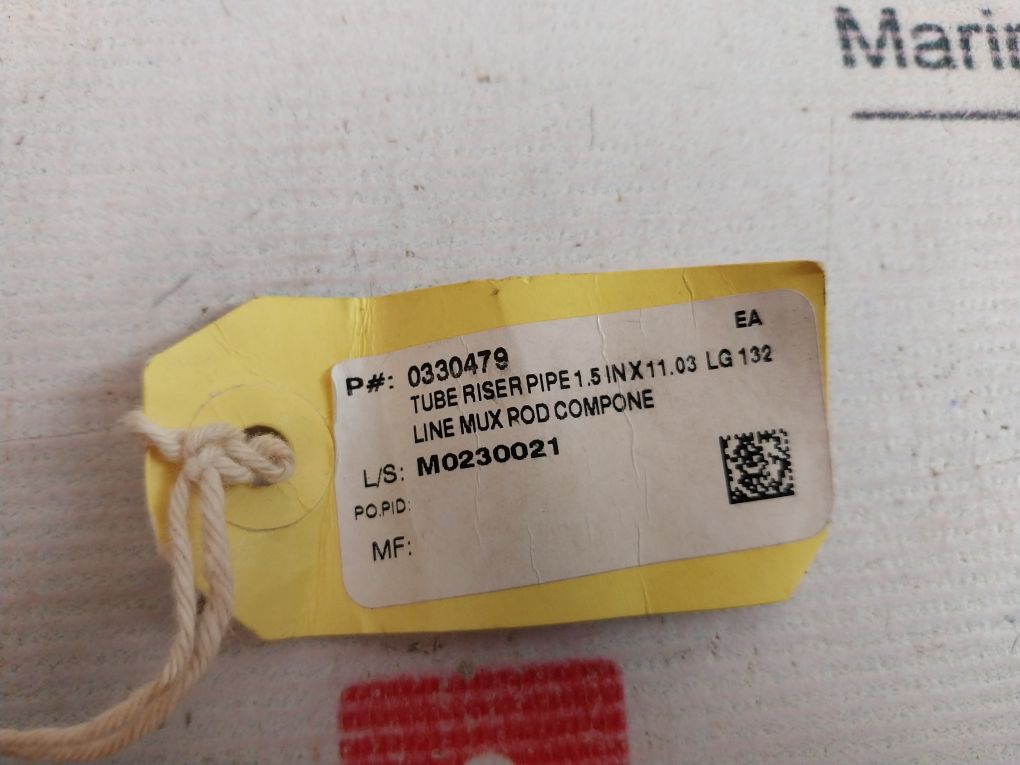 EA
P#: 0330479
TUBE RISER PIPE 1.5 IN X 11.03 LG 132
LINE MUX ROD COMPONE
L/S: M0230021
PO.PID:
MF: